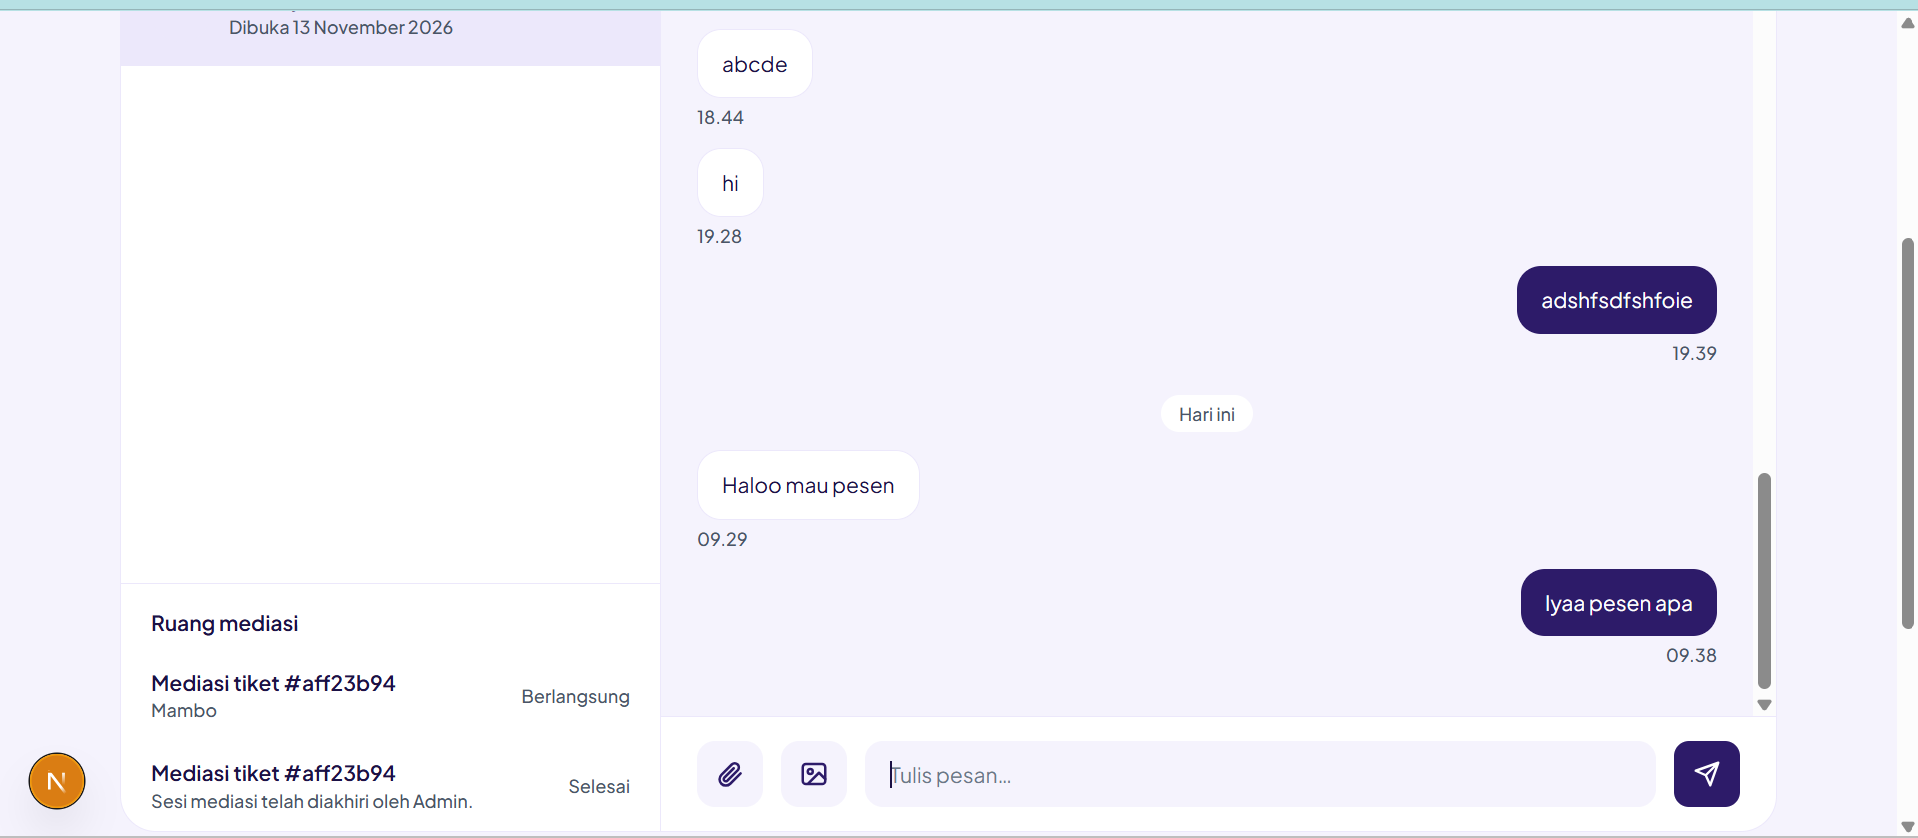 Dibuka 13 November 2026
Ruang mediasi
Mediasi tiket #aff23b94
Mambo
Berlangsung
Mediasi tiket #aff23b94
Sesi mediasi telah diakhiri oleh Admin.
Selesai
abcde
18.44
hi
19.28
adshfsdfshfoie
19.39
Hari ini
Haloo mau pesen
09.29
Iyaa pesen apa
09.38
Tulis pesan...
N